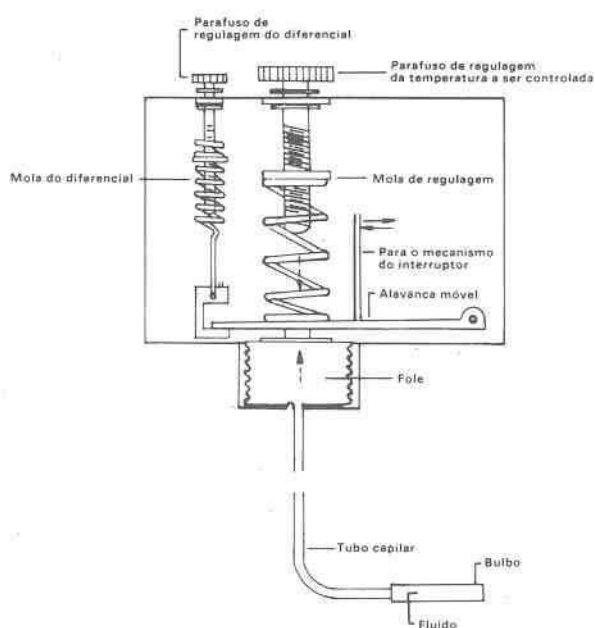 Parafuso de
regulagem do diferencial
Parafuso de regulagem
da temperatura a ser controlada
Mola do diferencial
Mola de regulagem
Para o mecanismo
do interruptor
Alavanca móvel
Fole
Tubo capilar
Bulbo
Fluido